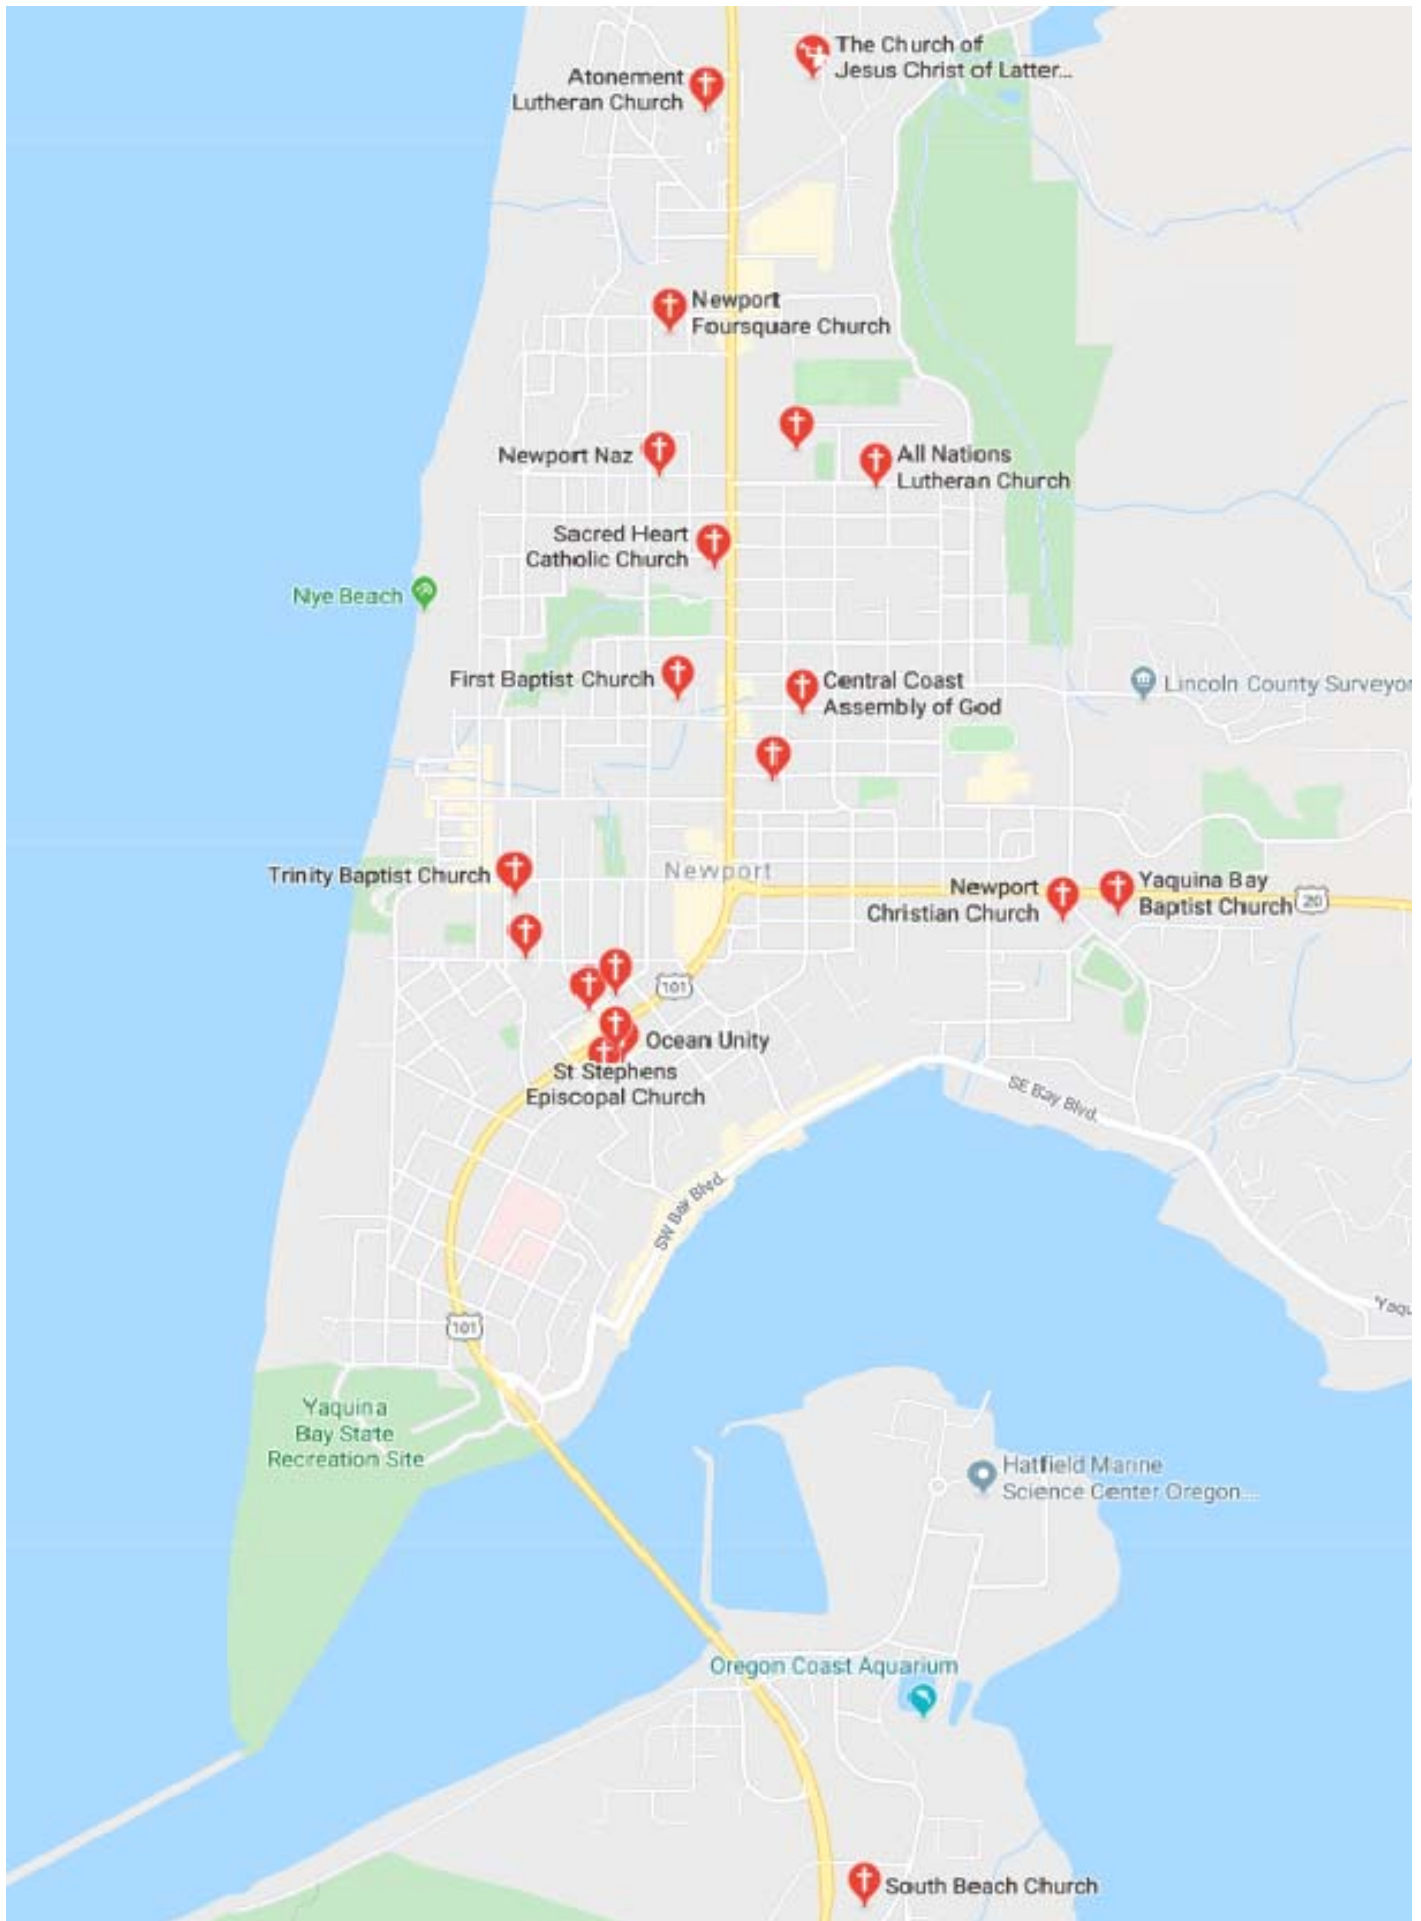 The Church of
Jesus Christ of Latter...
Atonement
Lutheran Church
Newport
Foursquare Church
Newport Naz
All Nations
Lutheran Church
Sacred Heart
Catholic Church
Nye Beach
First Baptist Church
Central Coast
Assembly of God
Lincoln County Surveyor
Newport
Trinity Baptist Church
Newport
Christian Church
Yaquina Bay
Baptist Church
20
101
Ocean Unity
St Stephens
Episcopal Church
SE Bay Blvd.
SW Bay Blvd.
'Yaqu
101
Yaquina
Bay State
Recreation Site
Hatfield Marine
Science Center Oregon...
Oregon Coast Aquarium
South Beach Church